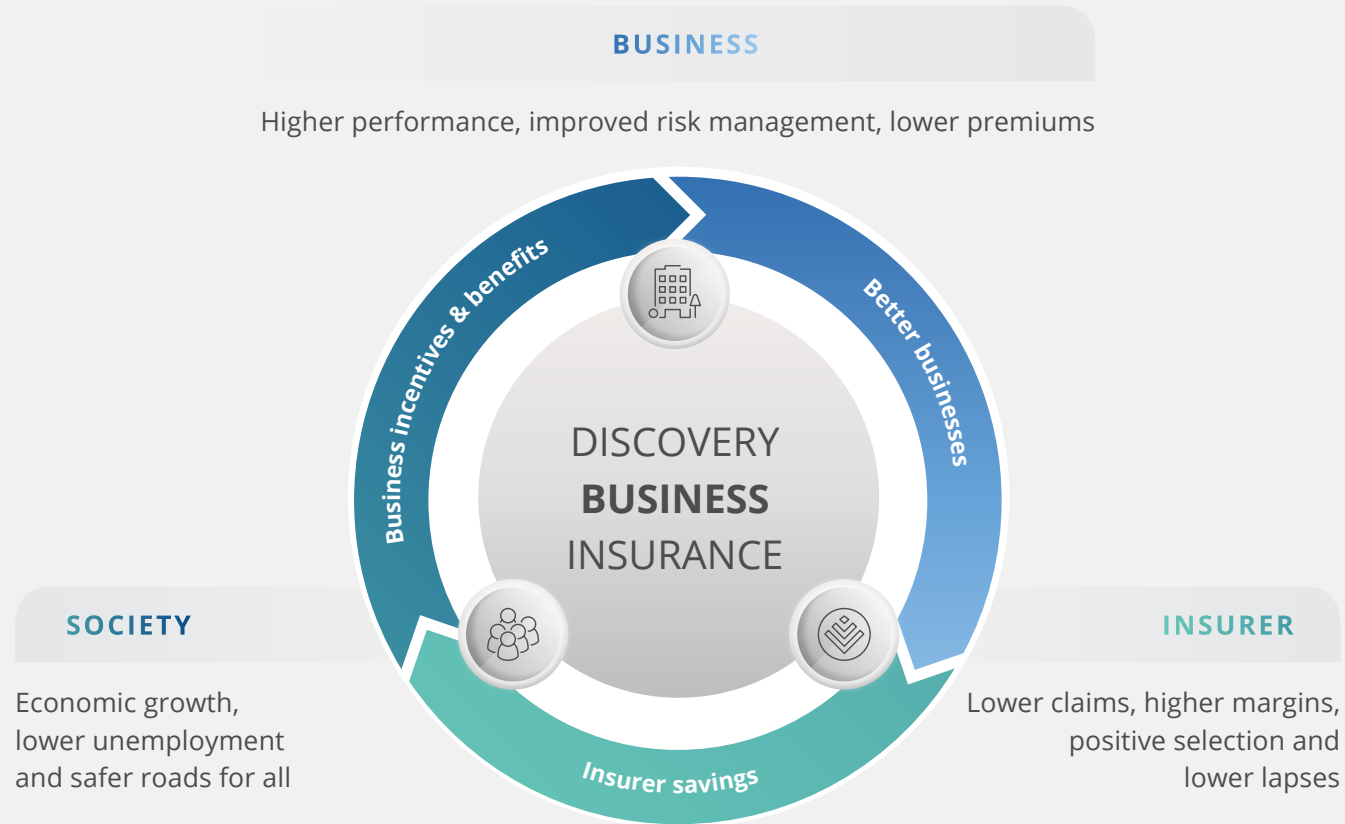 BUSINESS
Higher performance, improved risk management, lower premiums
Business incentives & benefits
Better businesses
DISCOVERY
BUSINESS
INSURANCE
SOCIETY
Economic growth,
lower unemployment
and safer roads for all
INSURER
Lower claims, higher margins,
positive selection and
lower lapses
Insurer savings